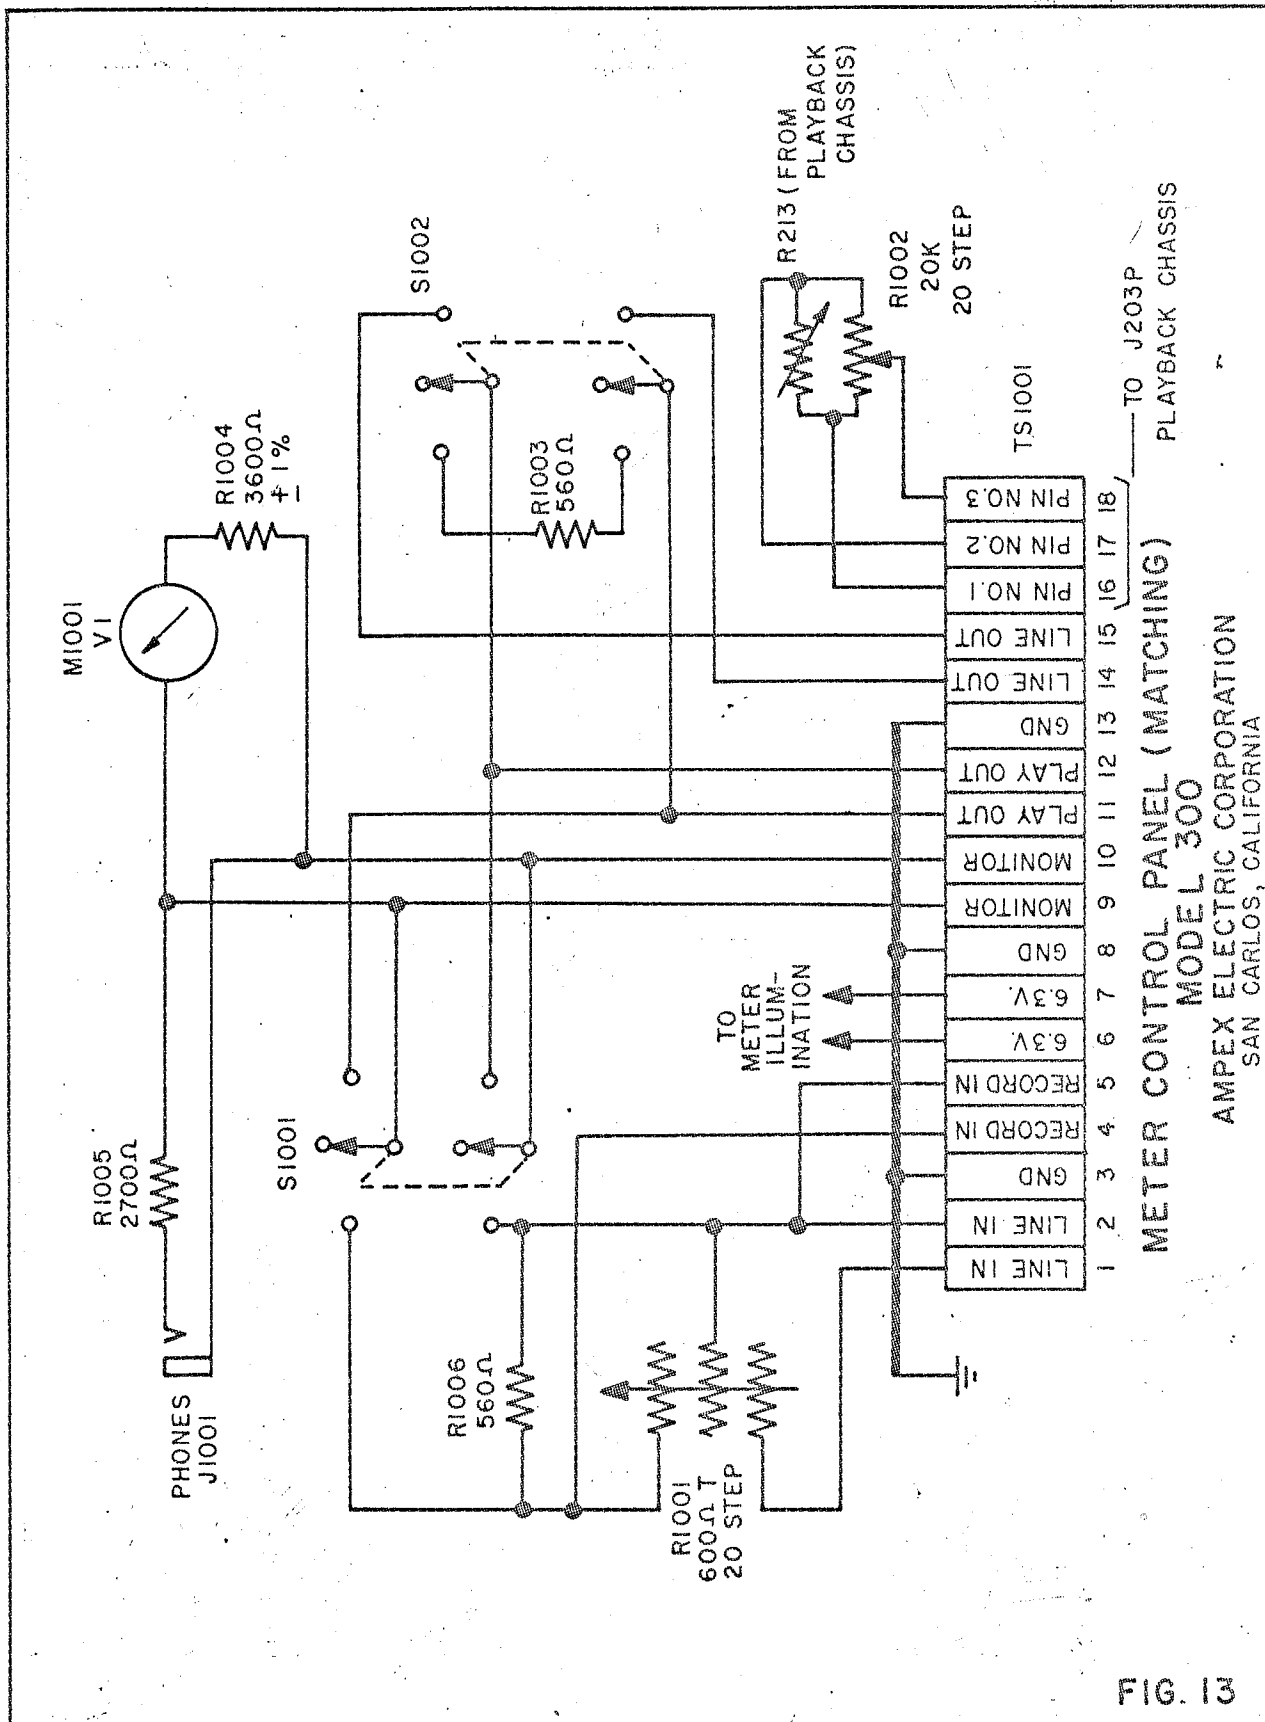 PHONES
J1001
R1005
2700Ω
M1001
VI
R1004
3600Ω
± 1%
S1001
S1002
R1003
560Ω
R1006
560Ω
R1001
600Ω T
20 STEP
TO
METER
ILLUM-
INATION
R213 (FROM
PLAYBACK
CHASSIS)
R1002
20K
20 STEP
TS1001
LINE IN
LINE IN
GND
RECORD IN
RECORD IN
6.3V.
6.3V.
GND
MONITOR
MONITOR
PLAY OUT
PLAY OUT
GND
LINE OUT
LINE OUT
PIN NO.1
PIN NO.2
PIN NO.3
1 2 3 4 5 6 7 8 9 10 11 12 13 14 15 16 17 18
TO J203P
PLAYBACK CHASSIS
METER CONTROL PANEL (MATCHING)
MODEL 300
AMPEX ELECTRIC CORPORATION
SAN CARLOS, CALIFORNIA
FIG. 13